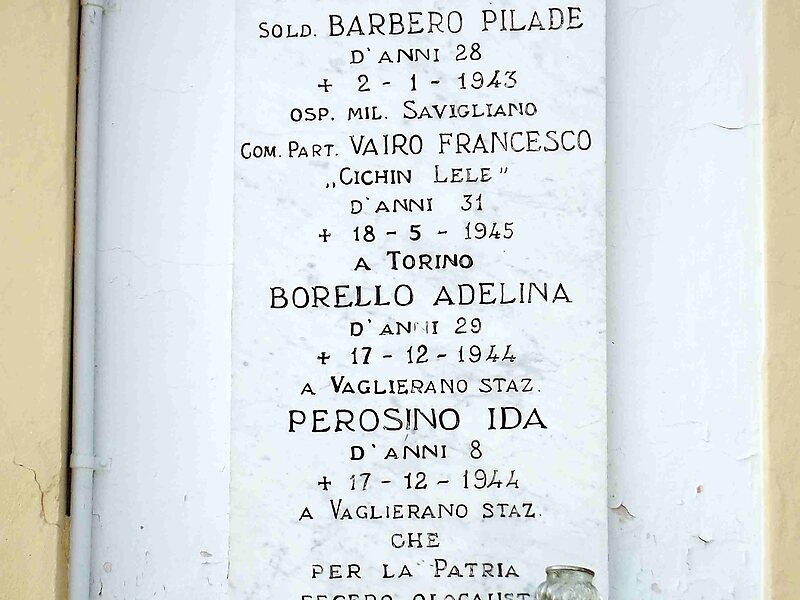 SOLD. BARBERO PILADE
D'ANNI 28
+ 2 - 1 - 1943
OSP. MIL. SAVIGLIANO
COM. PART. VAIRO FRANCESCO
„CICHIN LELE"
D'ANNI 31
+ 18 - 5 - 1945
A TORINO
BORELLO ADELINA
D'ANNI 29
+ 17 - 12 - 1944
A VAGLIERANO STAZ.
PEROSINO IDA
D'ANNI 8
+ 17 - 12 - 1944
A VAGLIERANO STAZ.
CHE
PER LA PATRIA
FECERO